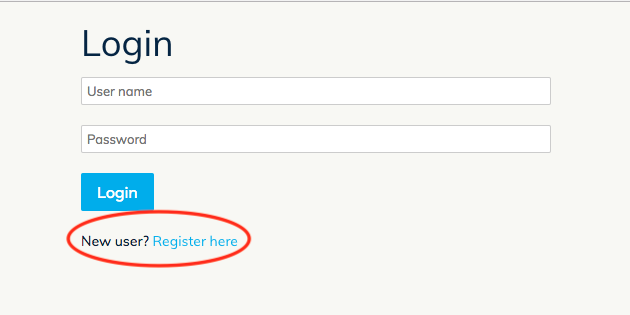 Login
User name
Password
Login
New user? Register here